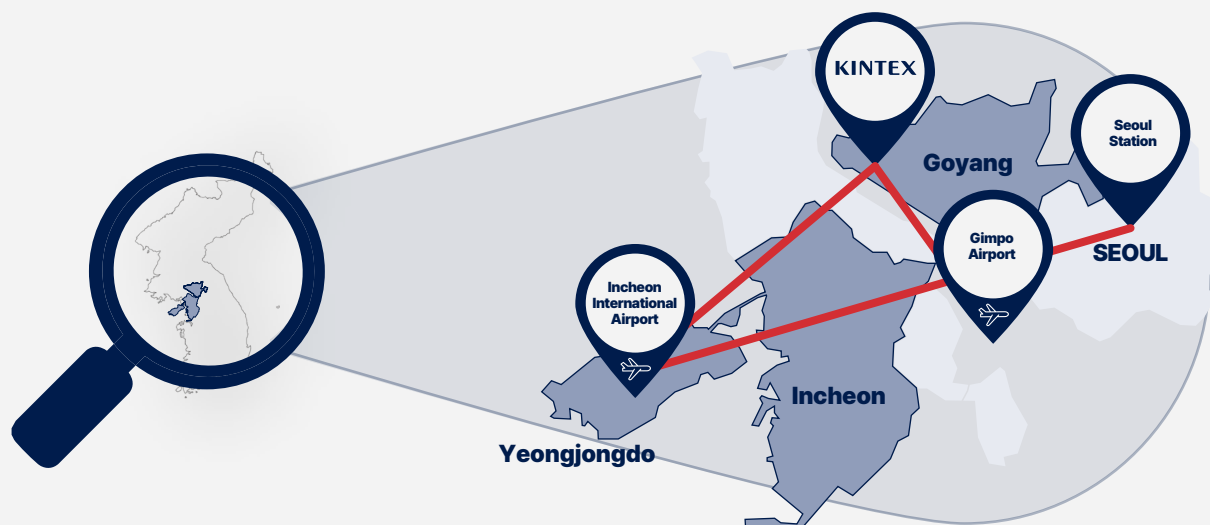 KINTEX
Seoul
Station
Goyang
Gimpo
Airport
SEOUL
Incheon
International
Airport
Incheon
Yeongjongdo